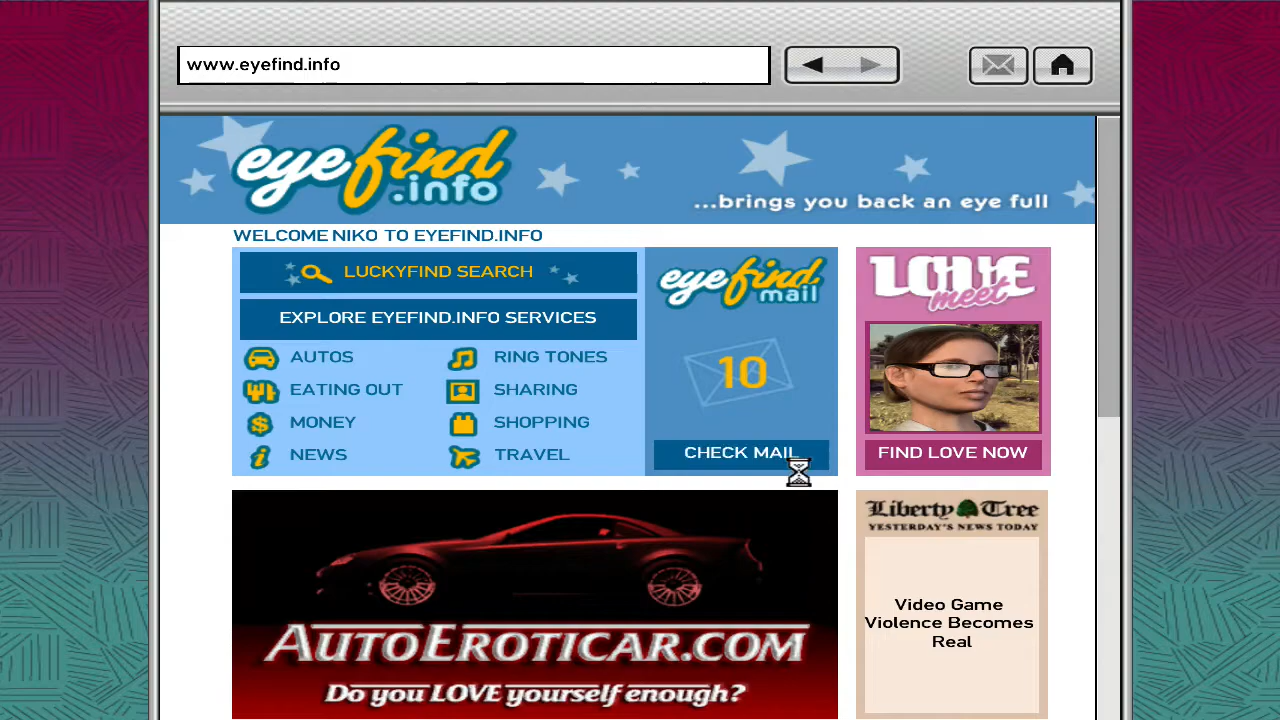 www.eyefind.info
eyefind
.info
...brings you back an eye full
WELCOME NIKO TO EYEFIND.INFO
LUCKYFIND SEARCH
EXPLORE EYEFIND.INFO SERVICES
AUTOS
RING TONES
EATING OUT
SHARING
MONEY
SHOPPING
NEWS
TRAVEL
eyefind
mail
10
CHECK MAIL
LOVE
meet
FIND LOVE NOW
AUTOEROTICAR.COM
Do you LOVE yourself enough?
Liberty Tree
YESTERDAY'S NEWS TODAY
Video Game
Violence Becomes
Real